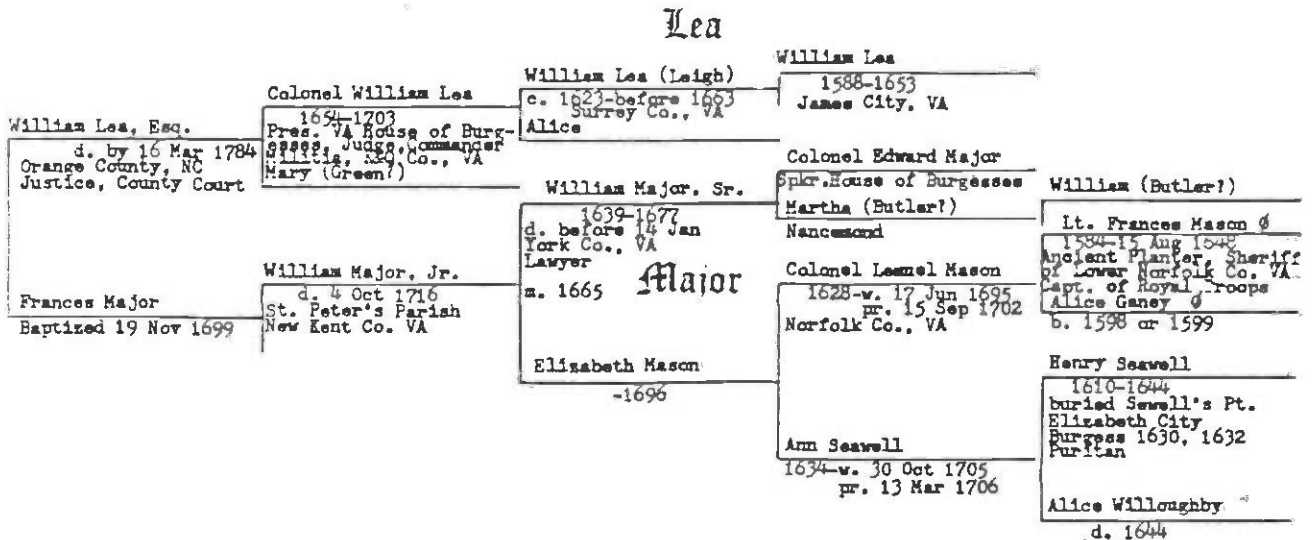 Lea
William Lea, Esq.
d. by 16 Mar 1784
Orange County, NC
Justice, County Court
Frances Major
Baptized 19 Nov 1699
Colonel William Lea
1654-1703
Pres. VA House of Burg-
esses, Judge, Commander
Militia, K&Q Co., VA
Mary (Green?)
William Major, Jr.
d. 4 Oct 1716
St. Peter's Parish
New Kent Co. VA
William Lea (Leigh)
c. 1623-before 1663
Surrey Co., VA
Alice
William Major, Sr.
1639-1677
d. before 14 Jan
York Co., VA
Lawyer
m. 1665
Major
Elizabeth Mason
-1696
William Lea
1588-1653
James City, VA
Colonel Edward Major
Spkr. House of Burgesses
Martha (Butler?)
Nancemond
Colonel Lemuel Mason
1628-w. 17 Jun 1695
pr. 15 Sep 1702
Norfolk Co., VA
Ann Seawell
1634-w. 30 Oct 1705
pr. 13 Mar 1706
William (Butler?)
Lt. Frances Mason Ø
1584-15 Aug 1648
Ancient Planter, Sheriff
of Lower Norfolk Co. VA
Capt. of Royal Troops
Alice Ganey Ø
b. 1598 or 1599
Henry Seawell
1610-1644
buried Sewell's Pt.
Elizabeth City
Burgess 1630, 1632
Puritan
Alice Willoughby
d. 1644